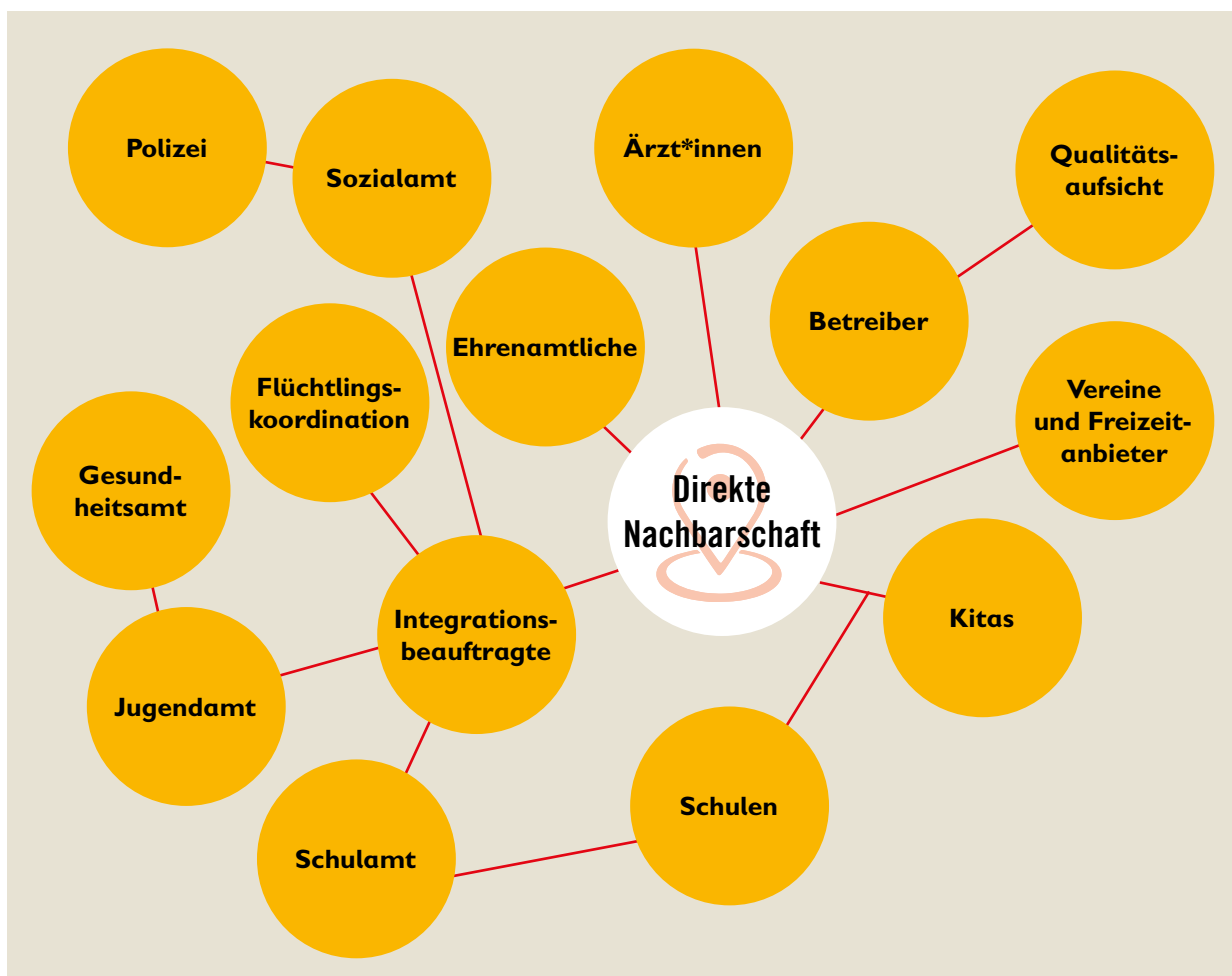 Polizei
Sozialamt
Ärzt*innen
Qualitäts-
aufsicht
Ehrenamtliche
Betreiber
Flüchtlings-
koordination
Vereine
und Freizeit-
anbieter
Gesund-
heitsamt
Direkte
Nachbarschaft
Integrations-
beauftragte
Kitas
Jugendamt
Schulen
Schulamt